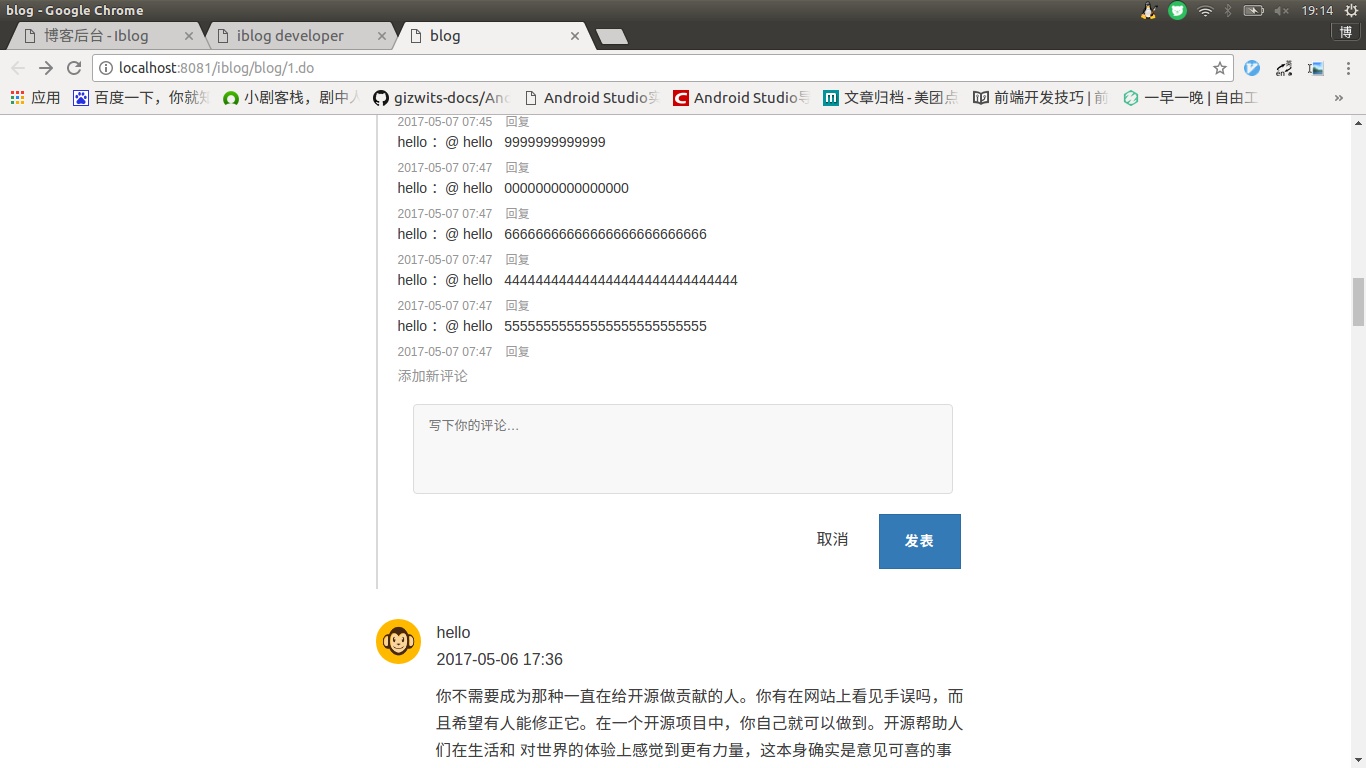 blog - Google Chrome
19:14
博客后台 - Iblog
iblog developer
blog
博
localhost:8081/iblog/blog/1.do
应用
百度一下，你就知
小剧客栈，剧中人
gizwits-docs/And
Android Studio实
Android Studio导
文章归档 - 美团点
前端开发技巧 | 前
一早一晚 | 自由工
»
2017-05-07 07:45 回复
hello： @ hello 9999999999999
2017-05-07 07:47 回复
hello： @ hello 0000000000000000
2017-05-07 07:47 回复
hello： @ hello 66666666666666666666666666
2017-05-07 07:47 回复
hello： @ hello 444444444444444444444444444444
2017-05-07 07:47 回复
hello： @ hello 55555555555555555555555555
2017-05-07 07:47 回复
添加新评论
写下你的评论...
取消
发表
hello
2017-05-06 17:36
你不需要成为那种一直在给开源做贡献的人。你有在网站上看见手误吗，而
且希望有人能修正它。在一个开源项目中，你自己就可以做到。开源帮助人
们在生活和 对世界的体验上感觉到更有力量，这本身确实是意见可喜的事